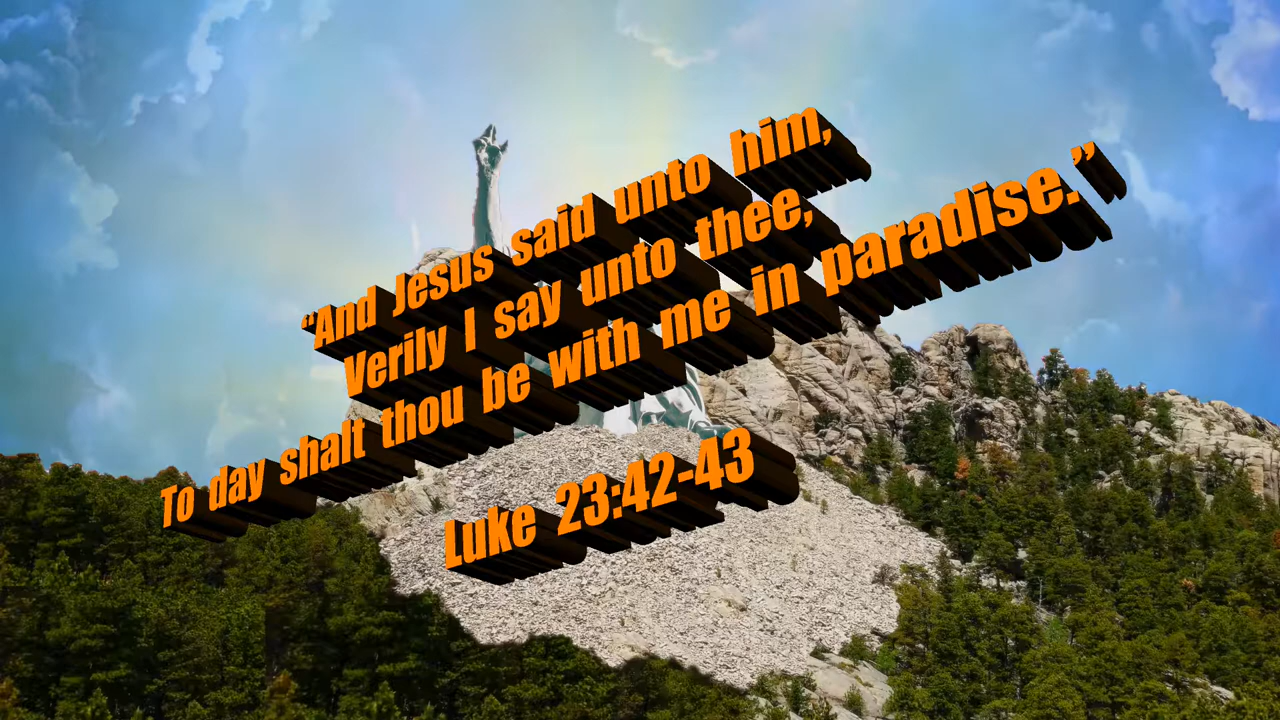 “And Jesus said unto him,
Verily I say unto thee,
To day shalt thou be with me in paradise.”
Luke 23:42-43